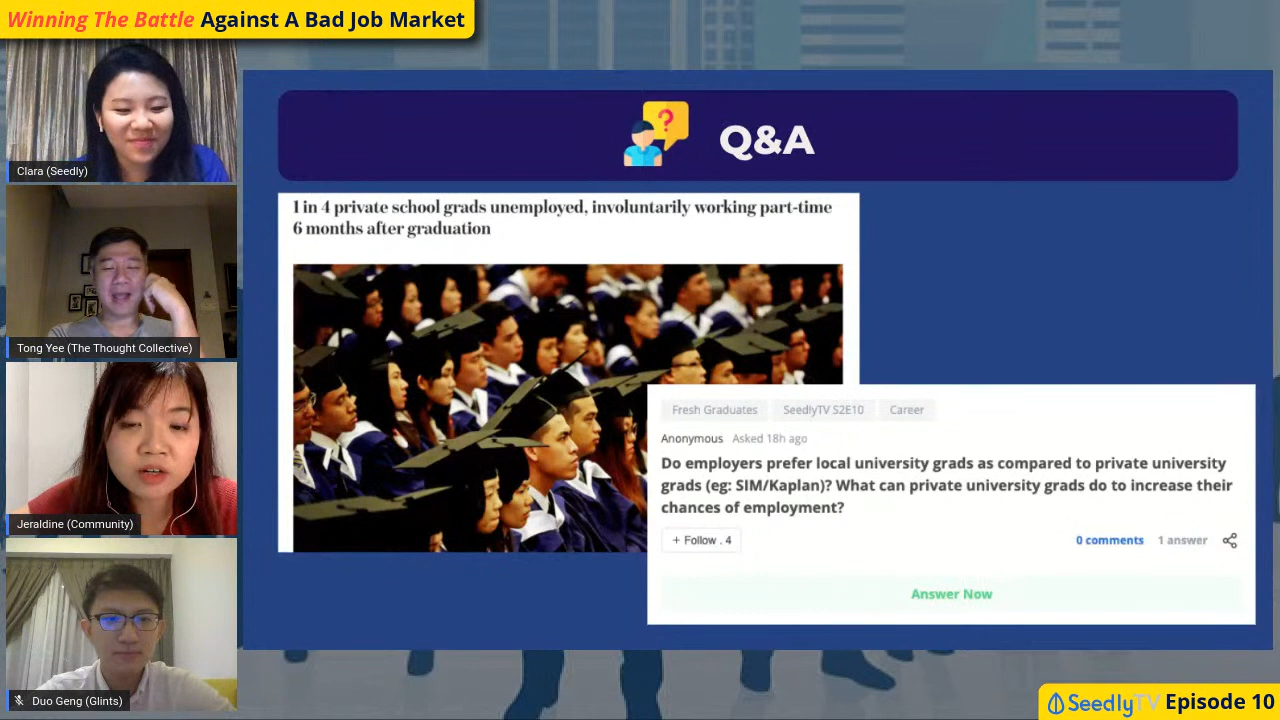 Winning The Battle Against A Bad Job Market
Clara (Seedly)
Tong Yee (The Thought Collective)
Jeraldine (Community)
Duo Geng (Glints)
Q&A
1 in 4 private school grads unemployed, involuntarily working part-time
6 months after graduation
Fresh Graduates SeedlyTV S2E10 Career
Anonymous Asked 18h ago
Do employers prefer local university grads as compared to private university
grads (eg: SIM/Kaplan)? What can private university grads do to increase their
chances of employment?
+ Follow . 4 0 comments 1 answer
Answer Now
SeedlyTV Episode 10